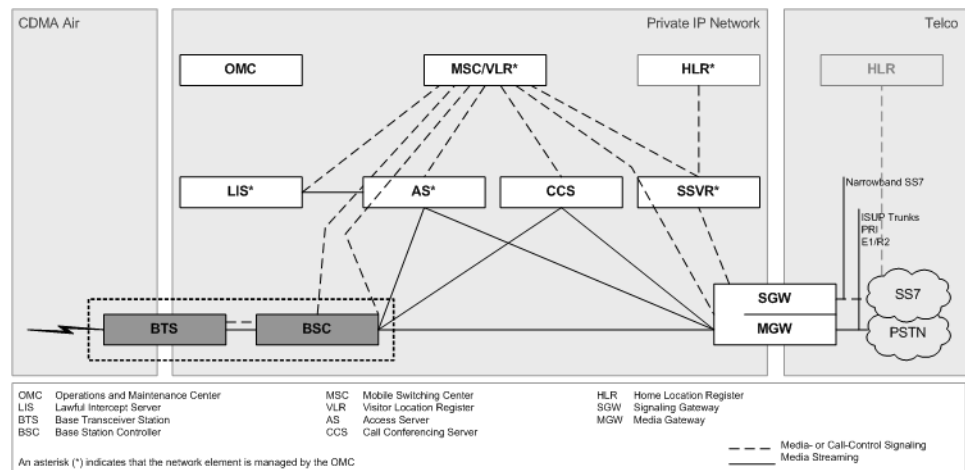 CDMA Air
Private IP Network
Telco
OMC
MSC/VLR*
HLR*
HLR
LIS*
AS*
CCS
SSVR*
Narrowband SS7
ISUP Trunks
PRI
E1/R2
SGW
SS7
BTS
BSC
MGW
PSTN
OMC Operations and Maintenance Center
LIS Lawful Intercept Server
BTS Base Transceiver Station
BSC Base Station Controller
MSC Mobile Switching Center
VLR Visitor Location Register
AS Access Server
CCS Call Conferencing Server
HLR Home Location Register
SGW Signaling Gateway
MGW Media Gateway
An asterisk (*) indicates that the network element is managed by the OMC
Media- or Call-Control Signaling
Media Streaming